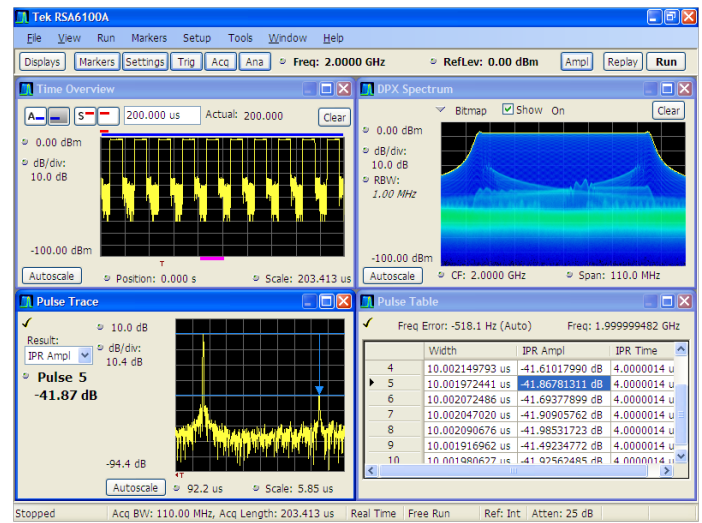 Tek RSA6100A
File View Run Markers Setup Tools Window Help
Displays Markers Settings Trig Acq Ana Freq: 2.0000 GHz RefLev: 0.00 dBm Ampl Replay Run
Time Overview
A S 200.000 us Actual: 200.000 Clear
0.00 dBm
dB/div:
10.0 dB
-100.00 dBm
T
Autoscale Position: 0.000 s Scale: 203.413 us
DPX Spectrum
Bitmap Show On Clear
0.00 dBm
dB/div:
10.0 dB
RBW:
1.00 MHz
-100.00 dBm
Autoscale CF: 2.0000 GHz Span: 110.0 MHz
Pulse Trace
10.0 dB
Result:
IPR Ampl
dB/div:
10.4 dB
Pulse 5
-41.87 dB
-94.4 dB
T
Autoscale 92.2 us Scale: 5.85 us
Pulse Table
Freq Error: -518.1 Hz (Auto) Freq: 1.999999482 GHz
Width IPR Ampl IPR Time
4 10.002149793 us -41.61017990 dB 4.0000014 u
5 10.001972441 us -41.86781311 dB 4.0000014 u
6 10.002072486 us -41.69377899 dB 4.0000014 u
7 10.002047020 us -41.90905762 dB 4.0000014 u
8 10.002090676 us -41.98531723 dB 4.0000014 u
9 10.001916962 us -41.49234772 dB 4.0000014 u
10 10.001980627 us -41.92562485 dB 4.0000014 u
Stopped Acq BW: 110.00 MHz, Acq Length: 203.413 us Real Time Free Run Ref: Int Atten: 25 dB